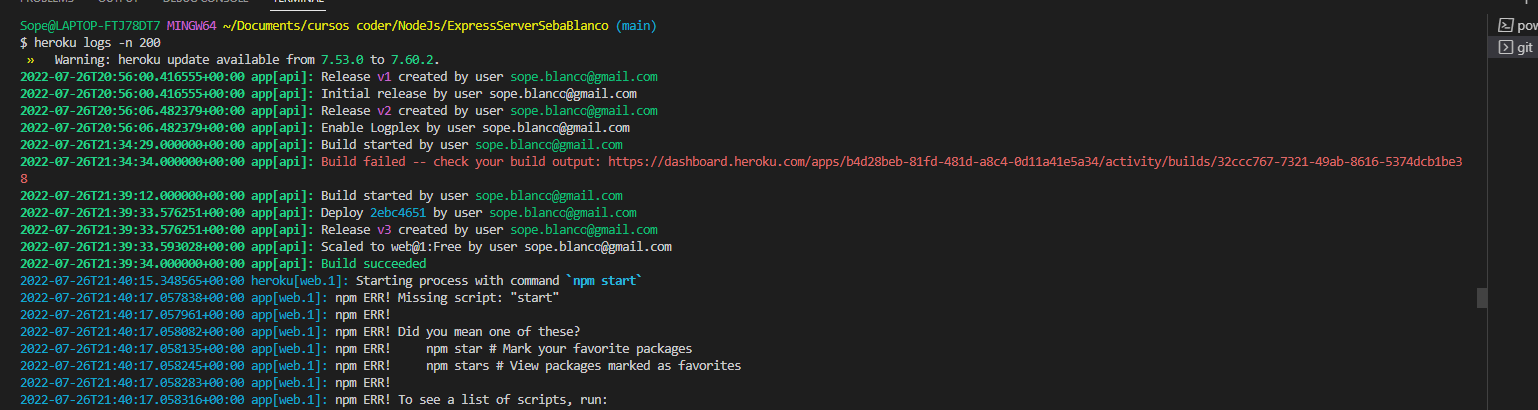 PROBLEMS OUTPUT DEBUG CONSOLE TERMINAL
Sope@LAPTOP-FTJ78DT7 MINGW64 ~/Documents/cursos coder/NodeJs/ExpressServerSebaBlanco (main)
$ heroku logs -n 200
» Warning: heroku update available from 7.53.0 to 7.60.2.
2022-07-26T20:56:00.416555+00:00 app[api]: Release v1 created by user sope.blanco@gmail.com
2022-07-26T20:56:00.416555+00:00 app[api]: Initial release by user sope.blanco@gmail.com
2022-07-26T20:56:06.482379+00:00 app[api]: Release v2 created by user sope.blanco@gmail.com
2022-07-26T20:56:06.482379+00:00 app[api]: Enable Logplex by user sope.blanco@gmail.com
2022-07-26T21:34:29.000000+00:00 app[api]: Build started by user sope.blanco@gmail.com
2022-07-26T21:34:34.000000+00:00 app[api]: Build failed -- check your build output: https://dashboard.heroku.com/apps/b4d28beb-81fd-481d-a8c4-0d11a41e5a34/activity/builds/32ccc767-7321-49ab-8616-5374dcb1be3
8
2022-07-26T21:39:12.000000+00:00 app[api]: Build started by user sope.blanco@gmail.com
2022-07-26T21:39:33.576251+00:00 app[api]: Deploy 2ebc4651 by user sope.blanco@gmail.com
2022-07-26T21:39:33.576251+00:00 app[api]: Release v3 created by user sope.blanco@gmail.com
2022-07-26T21:39:33.593028+00:00 app[api]: Scaled to web@1:Free by user sope.blanco@gmail.com
2022-07-26T21:39:34.000000+00:00 app[api]: Build succeeded
2022-07-26T21:40:15.348565+00:00 heroku[web.1]: Starting process with command `npm start`
2022-07-26T21:40:17.057838+00:00 app[web.1]: npm ERR! Missing script: "start"
2022-07-26T21:40:17.057961+00:00 app[web.1]: npm ERR!
2022-07-26T21:40:17.058082+00:00 app[web.1]: npm ERR! Did you mean one of these?
2022-07-26T21:40:17.058135+00:00 app[web.1]: npm ERR! npm star # Mark your favorite packages
2022-07-26T21:40:17.058245+00:00 app[web.1]: npm ERR! npm stars # View packages marked as favorites
2022-07-26T21:40:17.058283+00:00 app[web.1]: npm ERR!
2022-07-26T21:40:17.058316+00:00 app[web.1]: npm ERR! To see a list of scripts, run:
pow
git